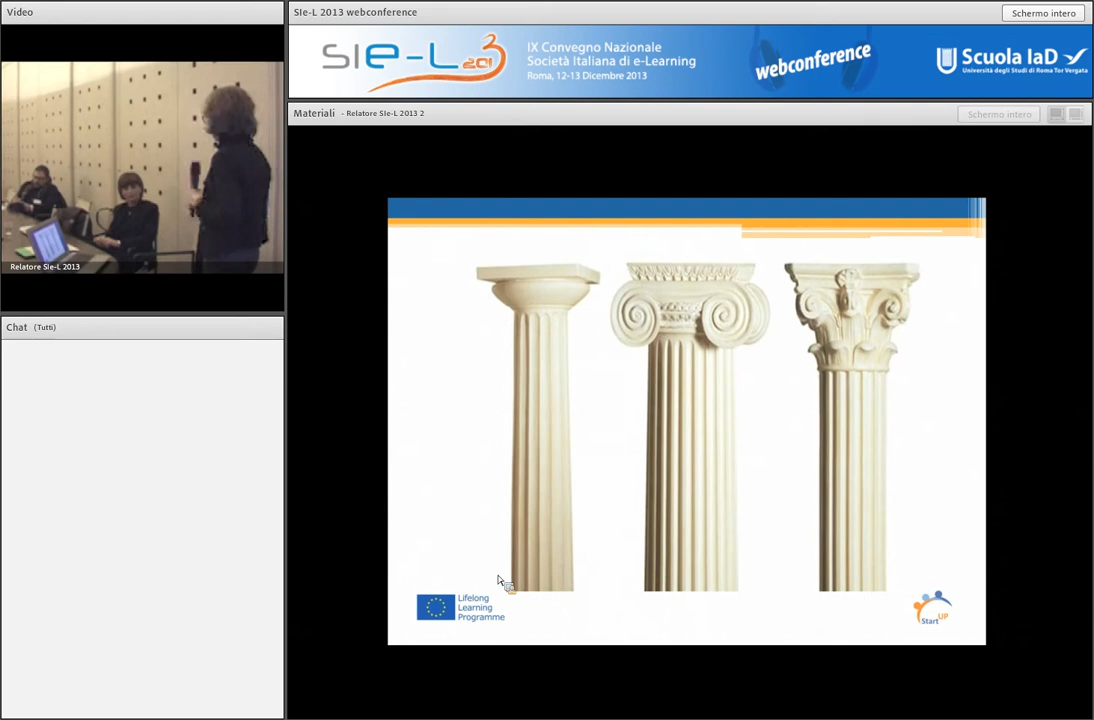 Video
SIe-L 2013 webconference
Schermo intero
SIe-L 2013
IX Convegno Nazionale
Società Italiana di e-Learning
Roma, 12-13 Dicembre 2013
webconference
Scuola IaD
Università degli Studi di Roma Tor Vergata
Materiali - Relatore SIe-L 2013 2
Schermo intero
Relatore SIe-L 2013
Chat (Tutti)
Lifelong
Learning
Programme
Start UP